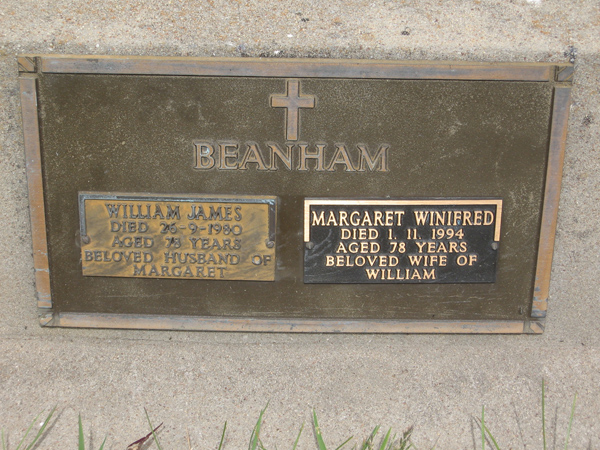 BEANHAM
WILLIAM JAMES
DIED 26-9-1980
AGED YEARS
BELOVED HUSBAND OF
MARGARET
MARGARET WINIFRED
DIED 1. 11. 1994
AGED 78 YEARS
BELOVED WIFE OF
WILLIAM